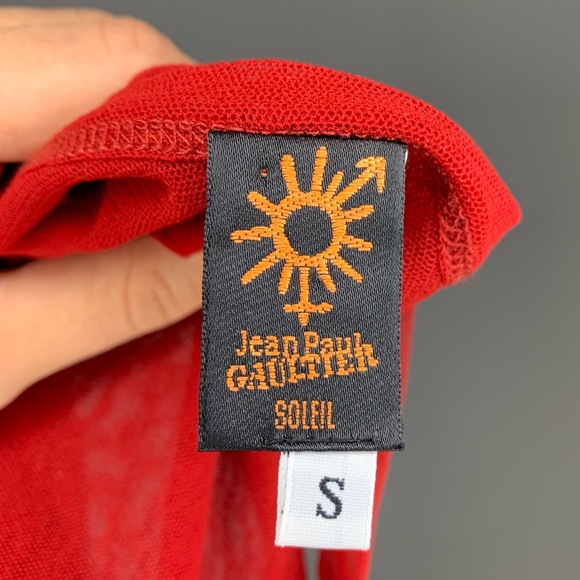 Jean Paul
GAULTIER
SOLEIL
S